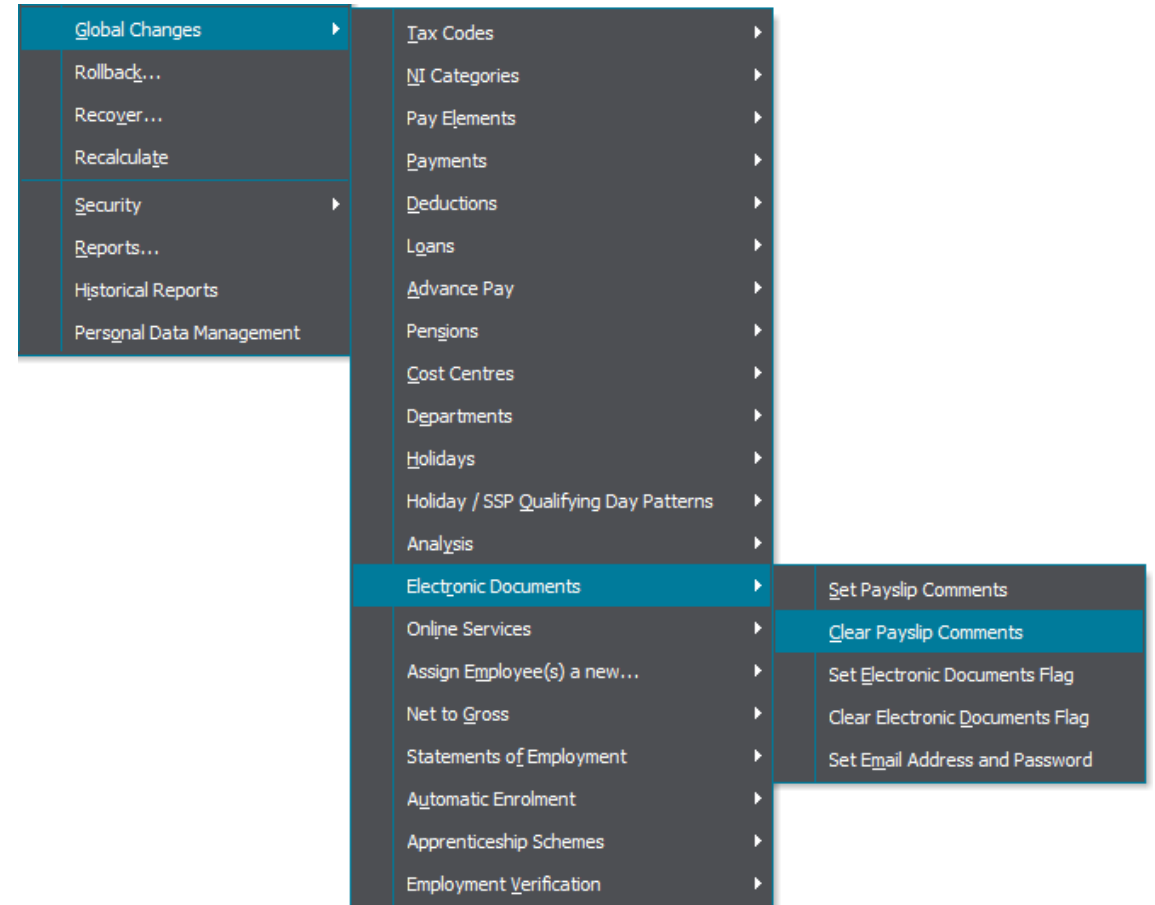 Global Changes
Rollback...
Recover...
Recalculate
Security
Reports...
Historical Reports
Personal Data Management
Tax Codes
NI Categories
Pay Elements
Payments
Deductions
Loans
Advance Pay
Pensions
Cost Centres
Departments
Holidays
Holiday / SSP Qualifying Day Patterns
Analysis
Electronic Documents
Online Services
Assign Employee(s) a new...
Net to Gross
Statements of Employment
Automatic Enrolment
Apprenticeship Schemes
Employment Verification
Set Payslip Comments
Clear Payslip Comments
Set Electronic Documents Flag
Clear Electronic Documents Flag
Set Email Address and Password